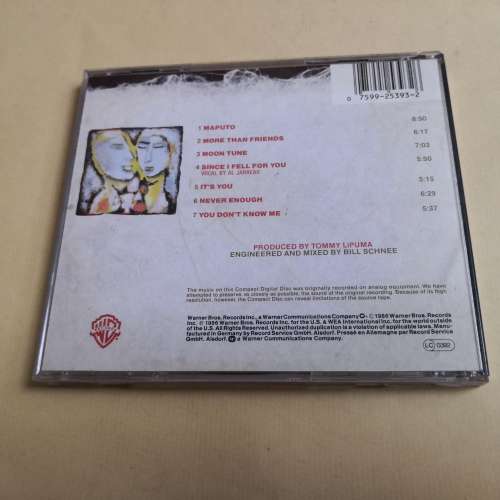 0 7599-25393-2
1 MAPUTO 8:50
2 MORE THAN FRIENDS 6:17
3 MOON TUNE 7:03
4 SINCE I FELL FOR YOU 5:50
VOCAL BY AL JARREAU
5 IT'S YOU 5:15
6 NEVER ENOUGH 6:29
7 YOU DON'T KNOW ME 5:37
PRODUCED BY TOMMY LiPUMA
ENGINEERED AND MIXED BY BILL SCHNEE
The music on this Compact Digital Disc was originally recorded on analog equipment. We have
attempted to preserve, as closely as possible, the sound of the original recording. Because of its high
resolution, however, the Compact Disc can reveal limitations of the source tape.
Warner Bros. Records Inc., a Warner Communications Company - © 1986 Warner Bros. Records
Inc. ℗ 1986 Warner Bros. Records Inc. for the U.S. & WEA International Inc. for the world outside
of the U.S. All Rights Reserved. Unauthorized duplication is a violation of applicable laws. Manu-
factured in Germany by Record Service GmbH, Alsdorf. Pressé en Allemagne par Record Service
GmbH, Alsdorf. a Warner Communications Company.
LC 0392